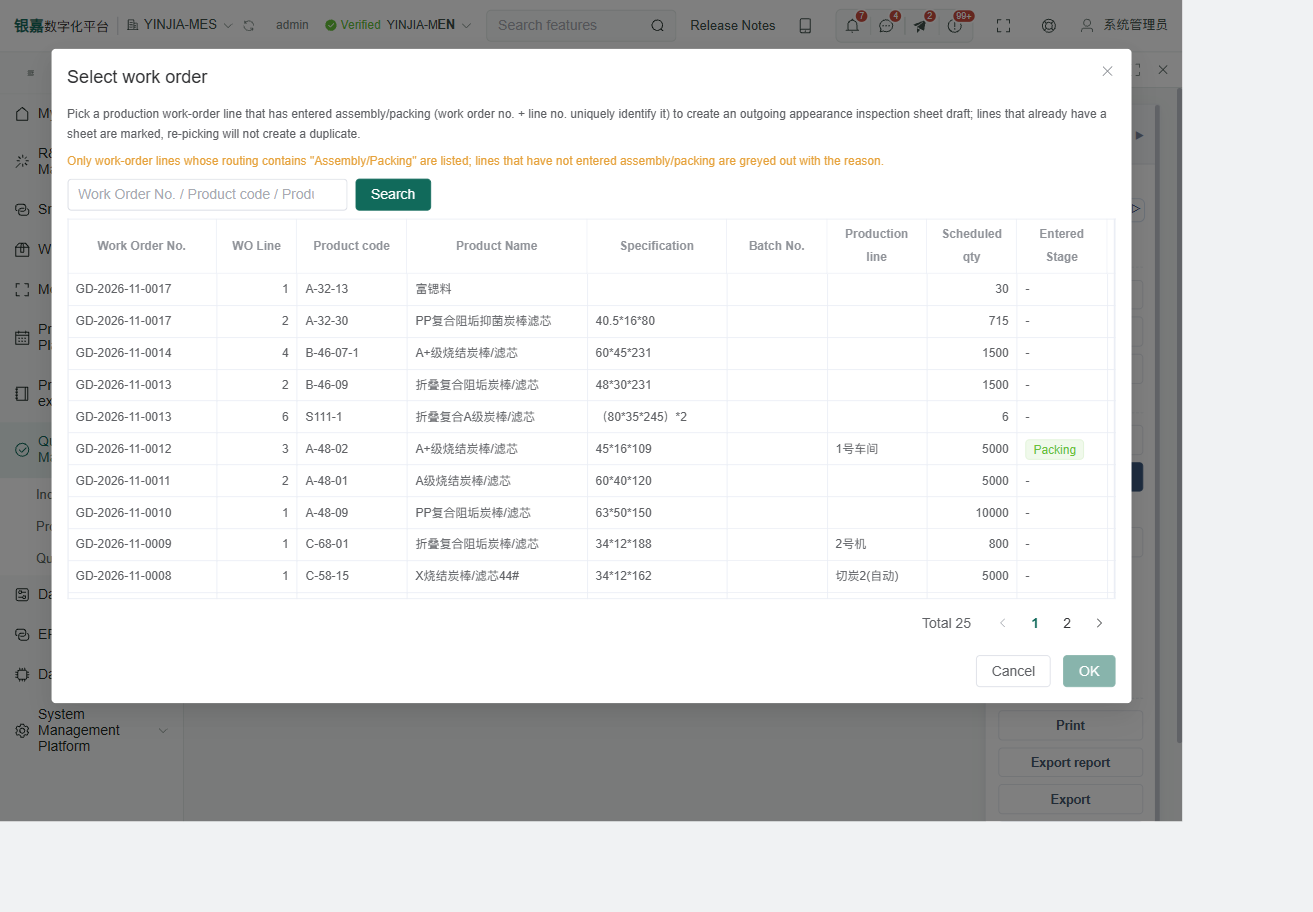 银嘉数字化平台
YINJIA-MES
admin
Verified
YINJIA-MEN
Search features
Release Notes
7
4
2
99+
系统管理员
Select work order
Pick a production work-order line that has entered assembly/packing (work order no. + line no. uniquely identify it) to create an outgoing appearance inspection sheet draft; lines that already have a
sheet are marked, re-picking will not create a duplicate.
Only work-order lines whose routing contains "Assembly/Packing" are listed; lines that have not entered assembly/packing are greyed out with the reason.
Work Order No. / Product code / Produ
Search
Work Order No. WO Line Product code Product Name Specification Batch No. Production line Scheduled qty Entered Stage
GD-2026-11-0017 1 A-32-13 富锶料 30 -
GD-2026-11-0017 2 A-32-30 PP复合阻垢抑菌炭棒滤芯 40.5*16*80 715 -
GD-2026-11-0014 4 B-46-07-1 A+级烧结炭棒/滤芯 60*45*231 1500 -
GD-2026-11-0013 2 B-46-09 折叠复合阻垢炭棒/滤芯 48*30*231 1500 -
GD-2026-11-0013 6 S111-1 折叠复合A级炭棒/滤芯 （80*35*245）*2 6 -
GD-2026-11-0012 3 A-48-02 A+级烧结炭棒/滤芯 45*16*109 1号车间 5000 Packing
GD-2026-11-0011 2 A-48-01 A级烧结炭棒/滤芯 60*40*120 5000 -
GD-2026-11-0010 1 A-48-09 PP复合阻垢炭棒/滤芯 63*50*150 10000 -
GD-2026-11-0009 1 C-68-01 折叠复合阻垢炭棒/滤芯 34*12*188 2号机 800 -
GD-2026-11-0008 1 C-58-15 X烧结炭棒/滤芯44# 34*12*162 切炭2(自动) 5000 -
Total 25
1
2
Cancel
OK
System
Management
Platform
Print
Export report
Export